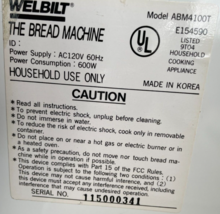 WELBILT
Model ABM4100T
THE BREAD MACHINE
ID :
Power Supply : AC120V 60Hz
Power Consumption : 600W
HOUSEHOLD USE ONLY
UL
E154590
LISTED
9T04
HOUSEHOLD
COOKING
APPLIANCE
MADE IN KOREA
CAUTION
Read all instructions.
To prevent electric shock, unplug before cleaning.
To avoid injury, do not immerse in water.
To reduce the risk of electric shock, cook only in removable
container.
Do not place on or near a hot gas or electric burner or in
a heated oven.
As a safety precaution, do not move nor touch bread machine
while in operation if possible.
This device complies with Part 15 of the FCC Rules.
Operation is subject to the following two conditions : (1)
This device may not cause harmful interference, and (2)
this device must accept any interference received, including
interference that may cause undesired operation.
SERIAL NO. 115000341